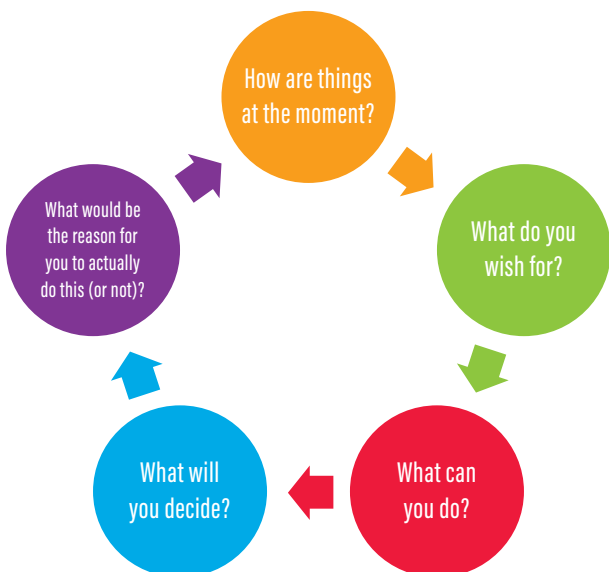 How are things
at the moment?
What do you
wish for?
What can
you do?
What will
you decide?
What would be
the reason for
you to actually
do this (or not)?